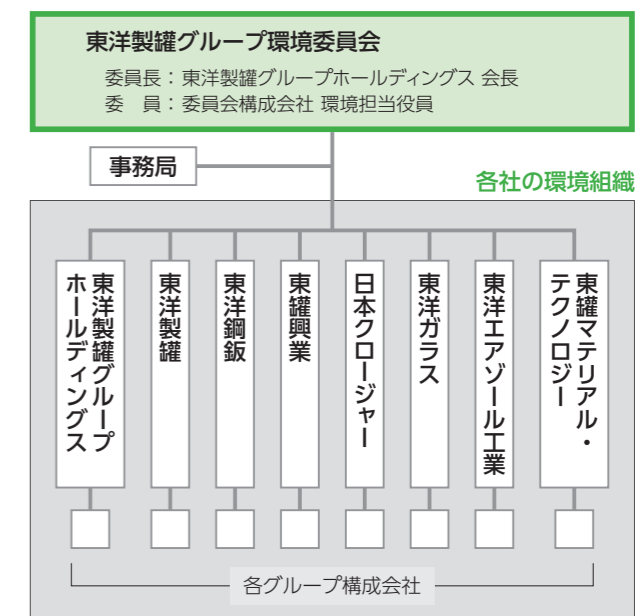 東洋製罐グループ環境委員会
委員長：東洋製罐グループホールディングス 会長
委　員：委員会構成会社 環境担当役員
事務局
各社の環境組織
東洋製罐グループ
ホールディングス
東洋製罐
東洋鋼鈑
東罐興業
日本クロージャー
東洋ガラス
東洋エアゾール工業
東罐マテリアル・
テクノロジー
各グループ構成会社